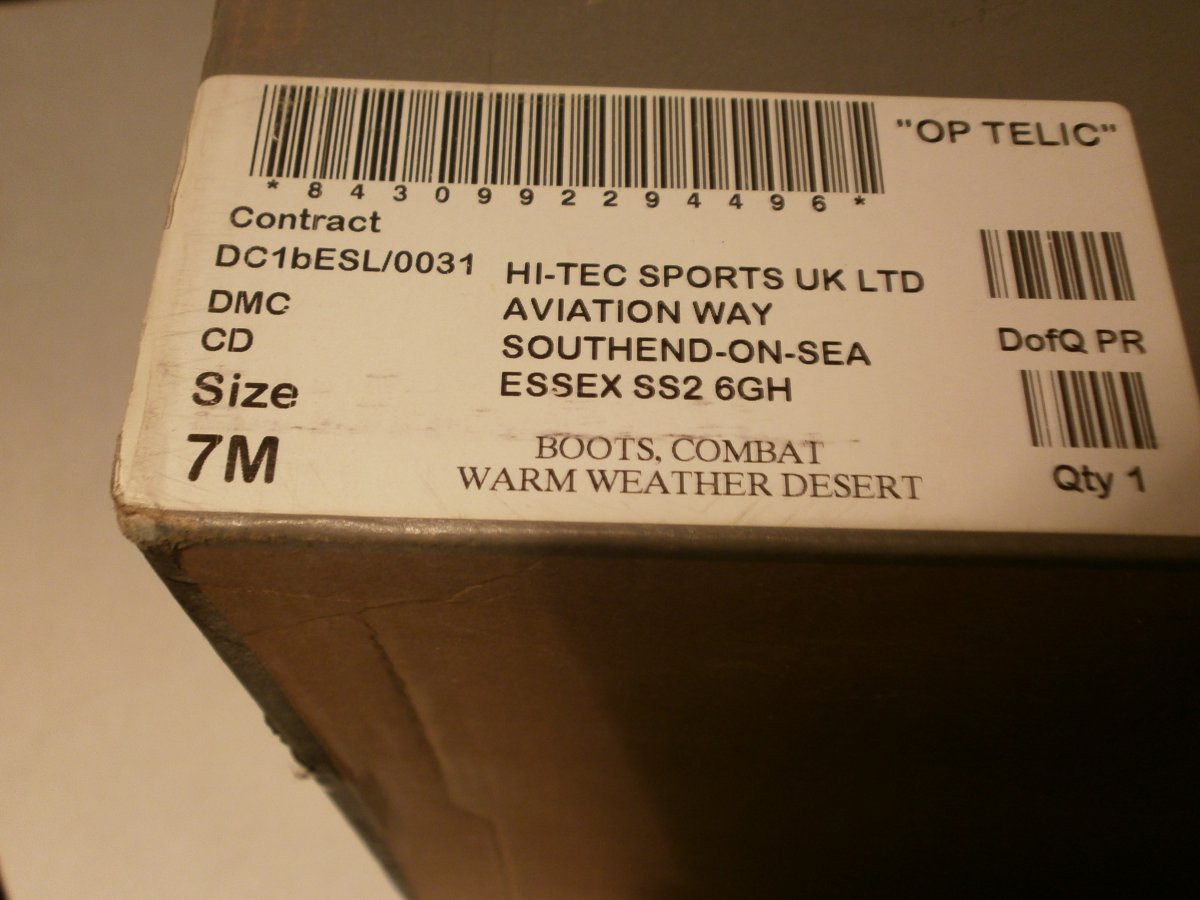 "OP TELIC"
*8430992294496*
Contract
DC1bESL/0031
DMC
CD
Size
7M
HI-TEC SPORTS UK LTD
AVIATION WAY
SOUTHEND-ON-SEA
ESSEX SS2 6GH
BOOTS, COMBAT
WARM WEATHER DESERT
DofQ PR
Qty 1